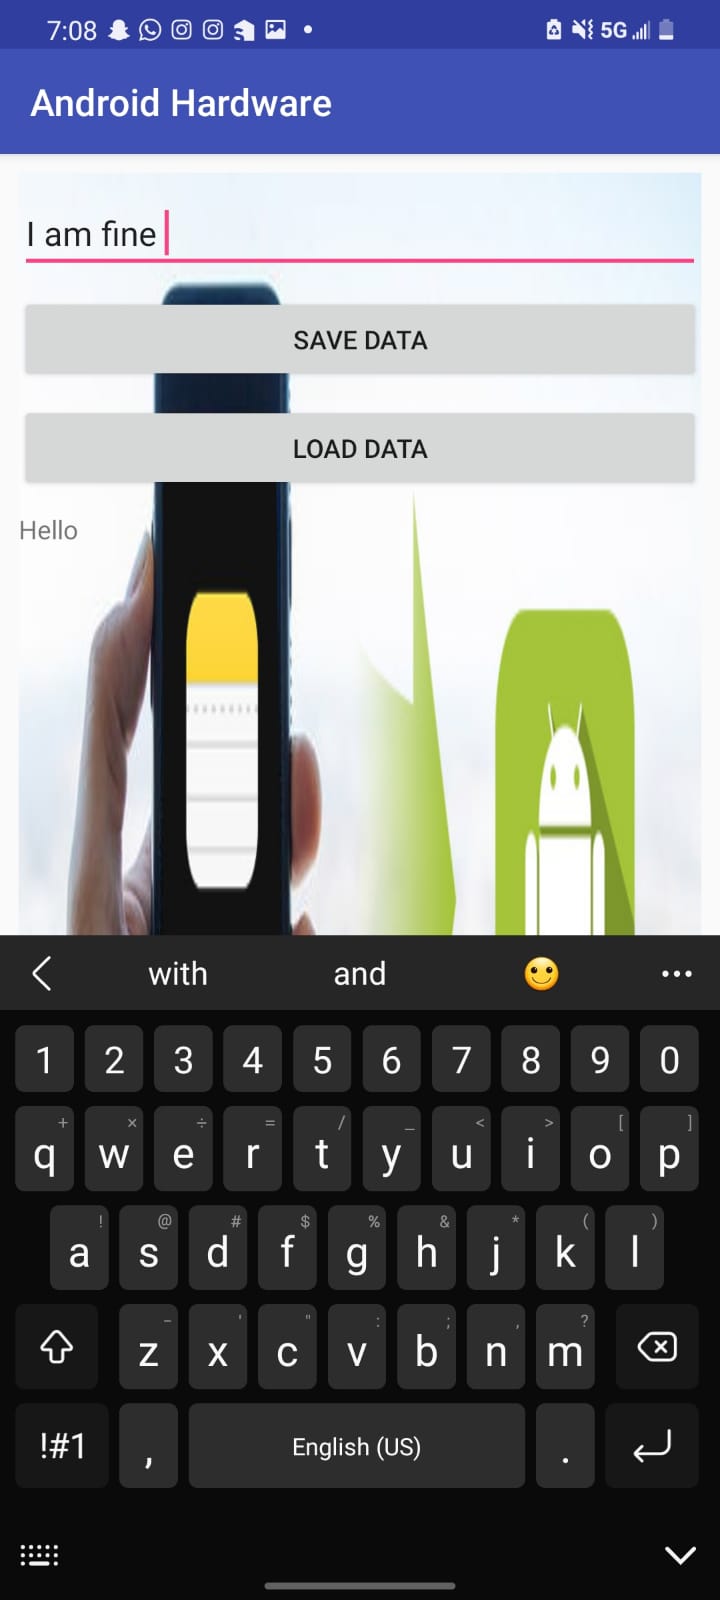 7:08 5G
Android Hardware
I am fine
SAVE DATA
LOAD DATA
Hello
with and 🙂 •••
1 2 3 4 5 6 7 8 9 0
+ × ÷ = / _ < > [ ]
q w e r t y u i o p
! @ # $ % & * ( )
a s d f g h j k l
- ' " : ; , ?
z x c v b n m
!#1 , English (US) .